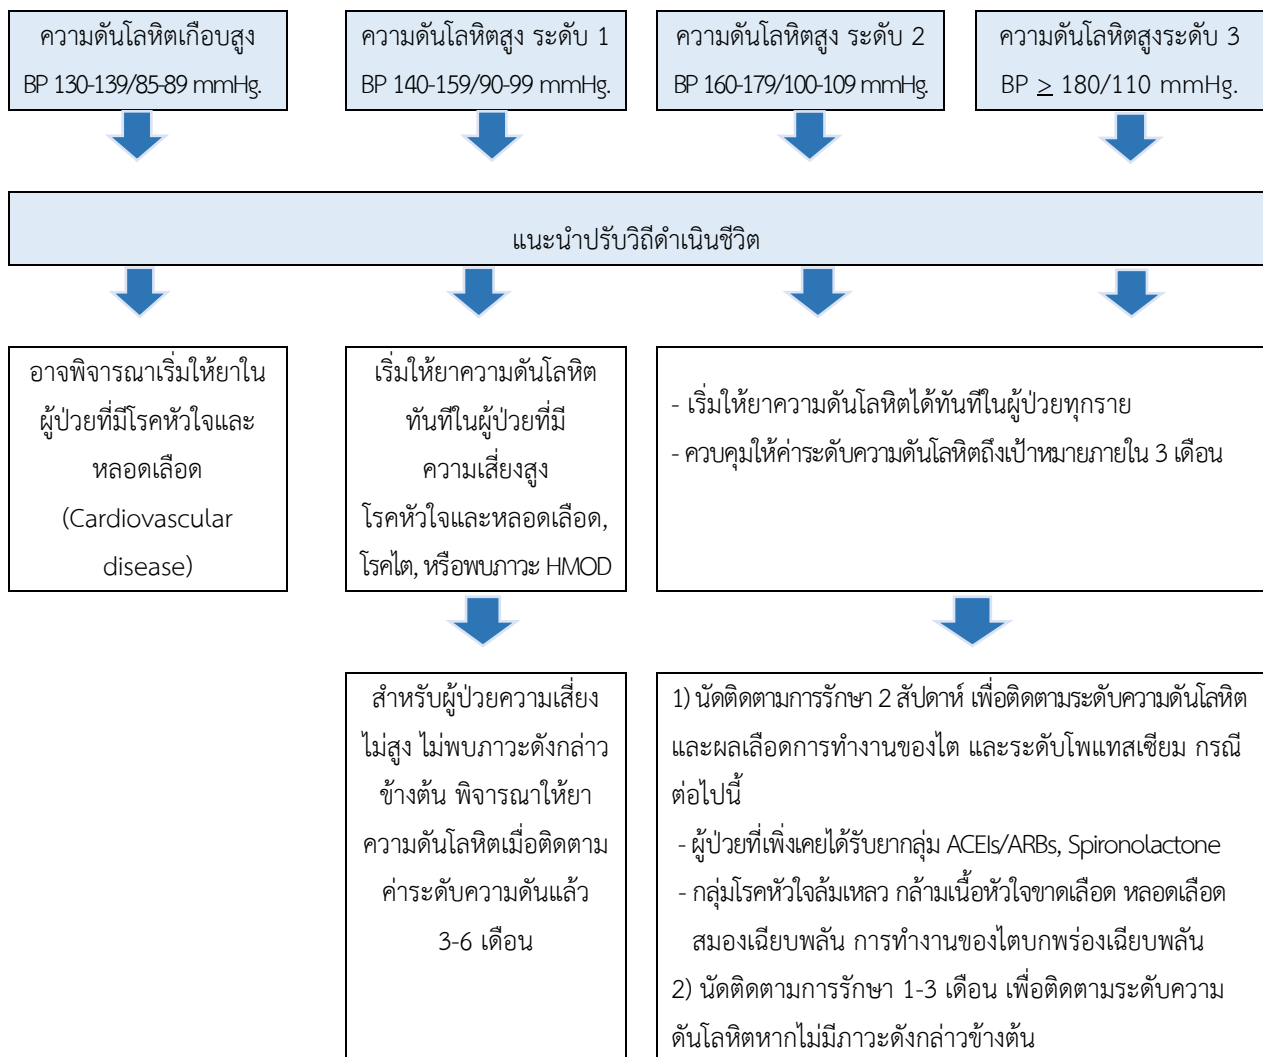 ความดันโลหิตเกือบสูง
BP 130-139/85-89 mmHg.
ความดันโลหิตสูง ระดับ 1
BP 140-159/90-99 mmHg.
ความดันโลหิตสูง ระดับ 2
BP 160-179/100-109 mmHg.
ความดันโลหิตสูงระดับ 3
BP ≥ 180/110 mmHg.
แนะนำปรับวิถีดำเนินชีวิต
อาจพิจารณาเริ่มให้ยาใน
ผู้ป่วยที่มีโรคหัวใจและ
หลอดเลือด
(Cardiovascular
disease)
เริ่มให้ยาความดันโลหิต
ทันทีในผู้ป่วยที่มี
ความเสี่ยงสูง
โรคหัวใจและหลอดเลือด,
โรคไต, หรือพบภาวะ HMOD
- เริ่มให้ยาความดันโลหิตได้ทันทีในผู้ป่วยทุกราย
- ควบคุมให้ค่าระดับความดันโลหิตถึงเป้าหมายภายใน 3 เดือน
สำหรับผู้ป่วยความเสี่ยง
ไม่สูง ไม่พบภาวะดังกล่าว
ข้างต้น พิจารณาให้ยา
ความดันโลหิตเมื่อติดตาม
ค่าระดับความดันแล้ว
3-6 เดือน
1) นัดติดตามการรักษา 2 สัปดาห์ เพื่อติดตามระดับความดันโลหิต
และผลเลือดการทำงานของไต และระดับโพแทสเซียม กรณี
ต่อไปนี้
- ผู้ป่วยที่เพิ่งเคยได้รับยากลุ่ม ACEIs/ARBs, Spironolactone
- กลุ่มโรคหัวใจล้มเหลว กล้ามเนื้อหัวใจขาดเลือด หลอดเลือด
สมองเฉียบพลัน การทำงานของไตบกพร่องเฉียบพลัน
2) นัดติดตามการรักษา 1-3 เดือน เพื่อติดตามระดับความ
ดันโลหิตหากไม่มีภาวะดังกล่าวข้างต้น